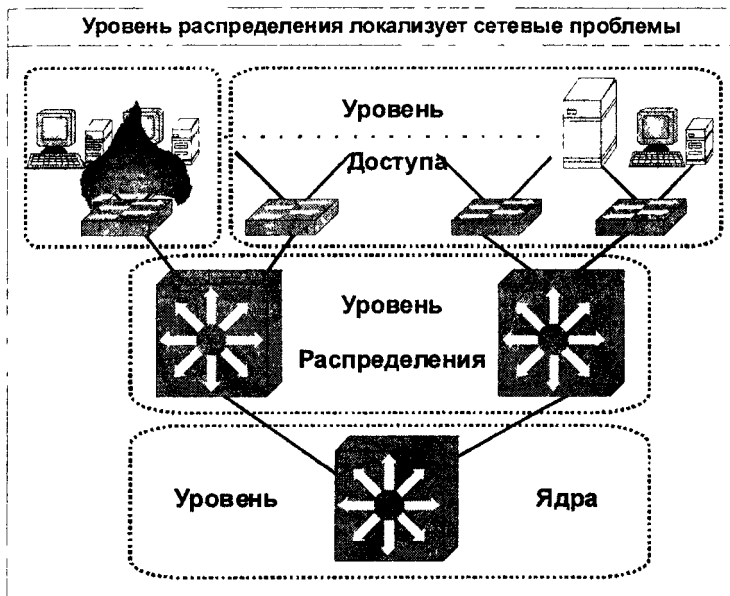 Уровень распределения локализует сетевые проблемы
Уровень
Доступа
Уровень
Распределения
Уровень Ядра